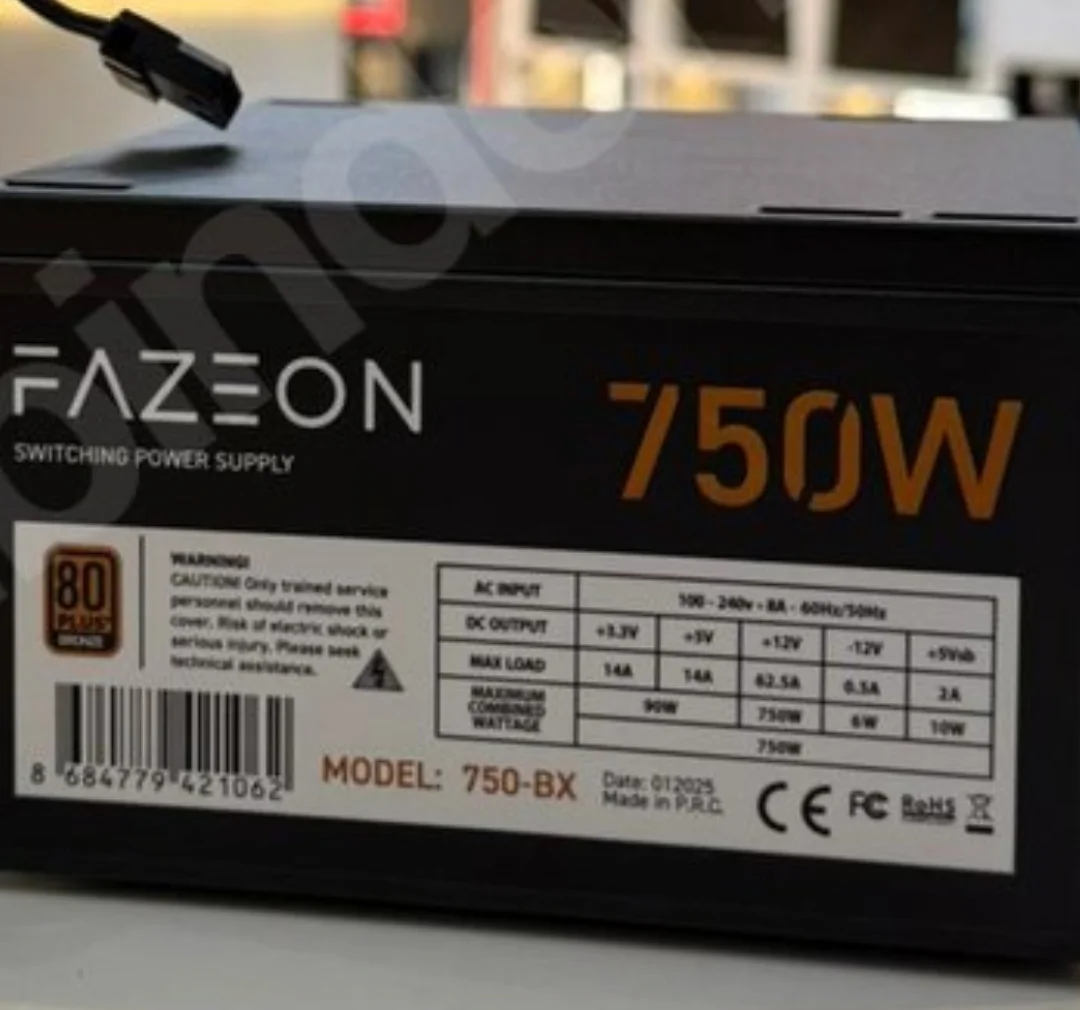 FAZEON
SWITCHING POWER SUPPLY
750W
80
PLUS
BRONZE
WARNING!
CAUTION! Only trained service
personnel should remove this
cover. Risk of electric shock or
serious injury. Please seek
technical assistance.
AC INPUT 100 - 240v - 8A - 60Hz/50Hz
DC OUTPUT +3.3V +5V +12V -12V +5Vsb
MAX LOAD 14A 14A 62.5A 0.5A 2A
MAXIMUM
COMBINED
WATTAGE
90W 750W 6W 10W
750W
8 684779 421062
MODEL: 750-BX
Date: 012025
Made in P.R.C.
CE FC RoHS